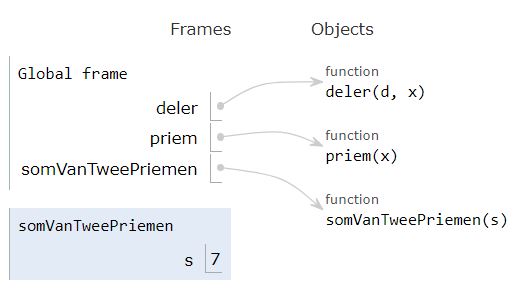 Frames Objects
Global frame
function
deler deler(d, x)
function
priem priem(x)
somVanTweePriemen
function
somVanTweePriemen(s)
somVanTweePriemen
s 7